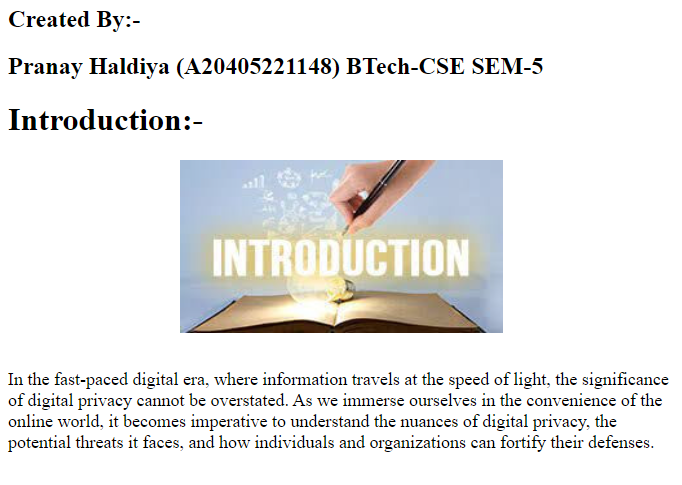 Created By:-
Pranay Haldiya (A20405221148) BTech-CSE SEM-5
Introduction:-
INTRODUCTION
In the fast-paced digital era, where information travels at the speed of light, the significance
of digital privacy cannot be overstated. As we immerse ourselves in the convenience of the
online world, it becomes imperative to understand the nuances of digital privacy, the
potential threats it faces, and how individuals and organizations can fortify their defenses.